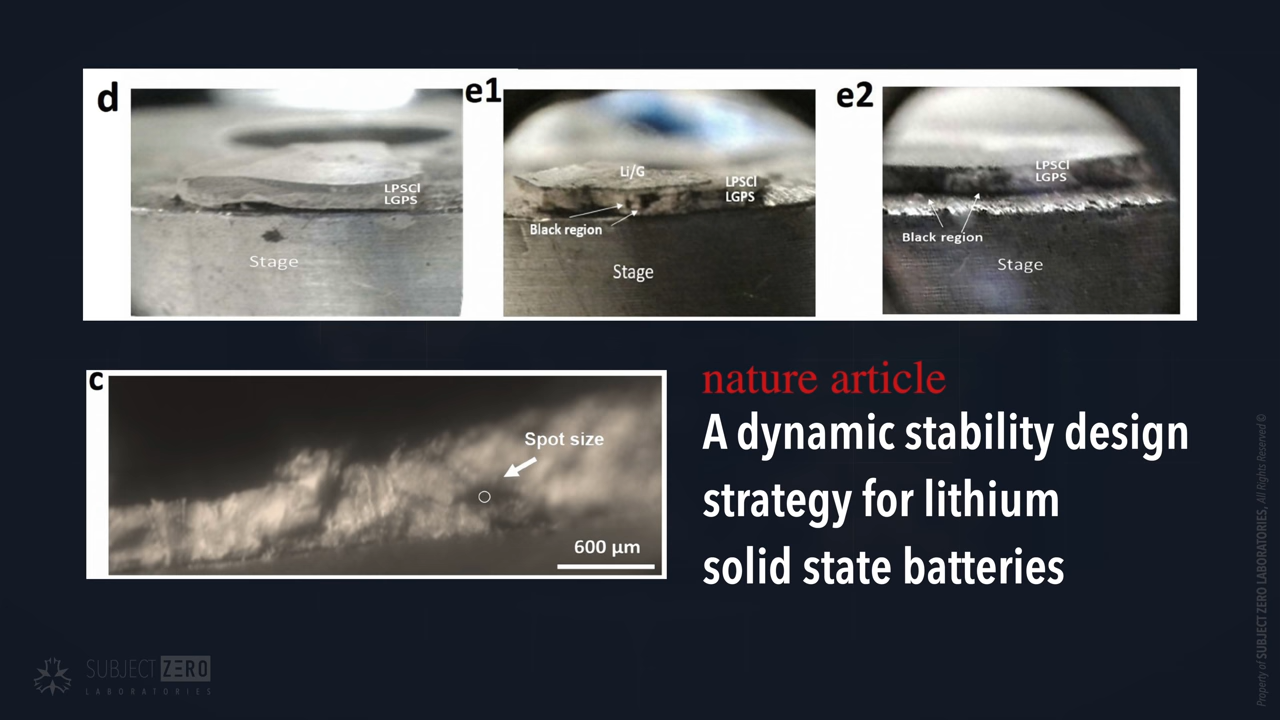 d
LPSCl
LGPS
Stage
e1
Li/G
LPSCl
LGPS
Black region
Stage
e2
LPSCl
LGPS
Black region
Stage
c
Spot size
600 µm
nature article
A dynamic stability design
strategy for lithium
solid state batteries
SUBJECT ZERO
LABORATORIES
Property of SUBJECT ZERO LABORATORIES, All Rights Reserved ©